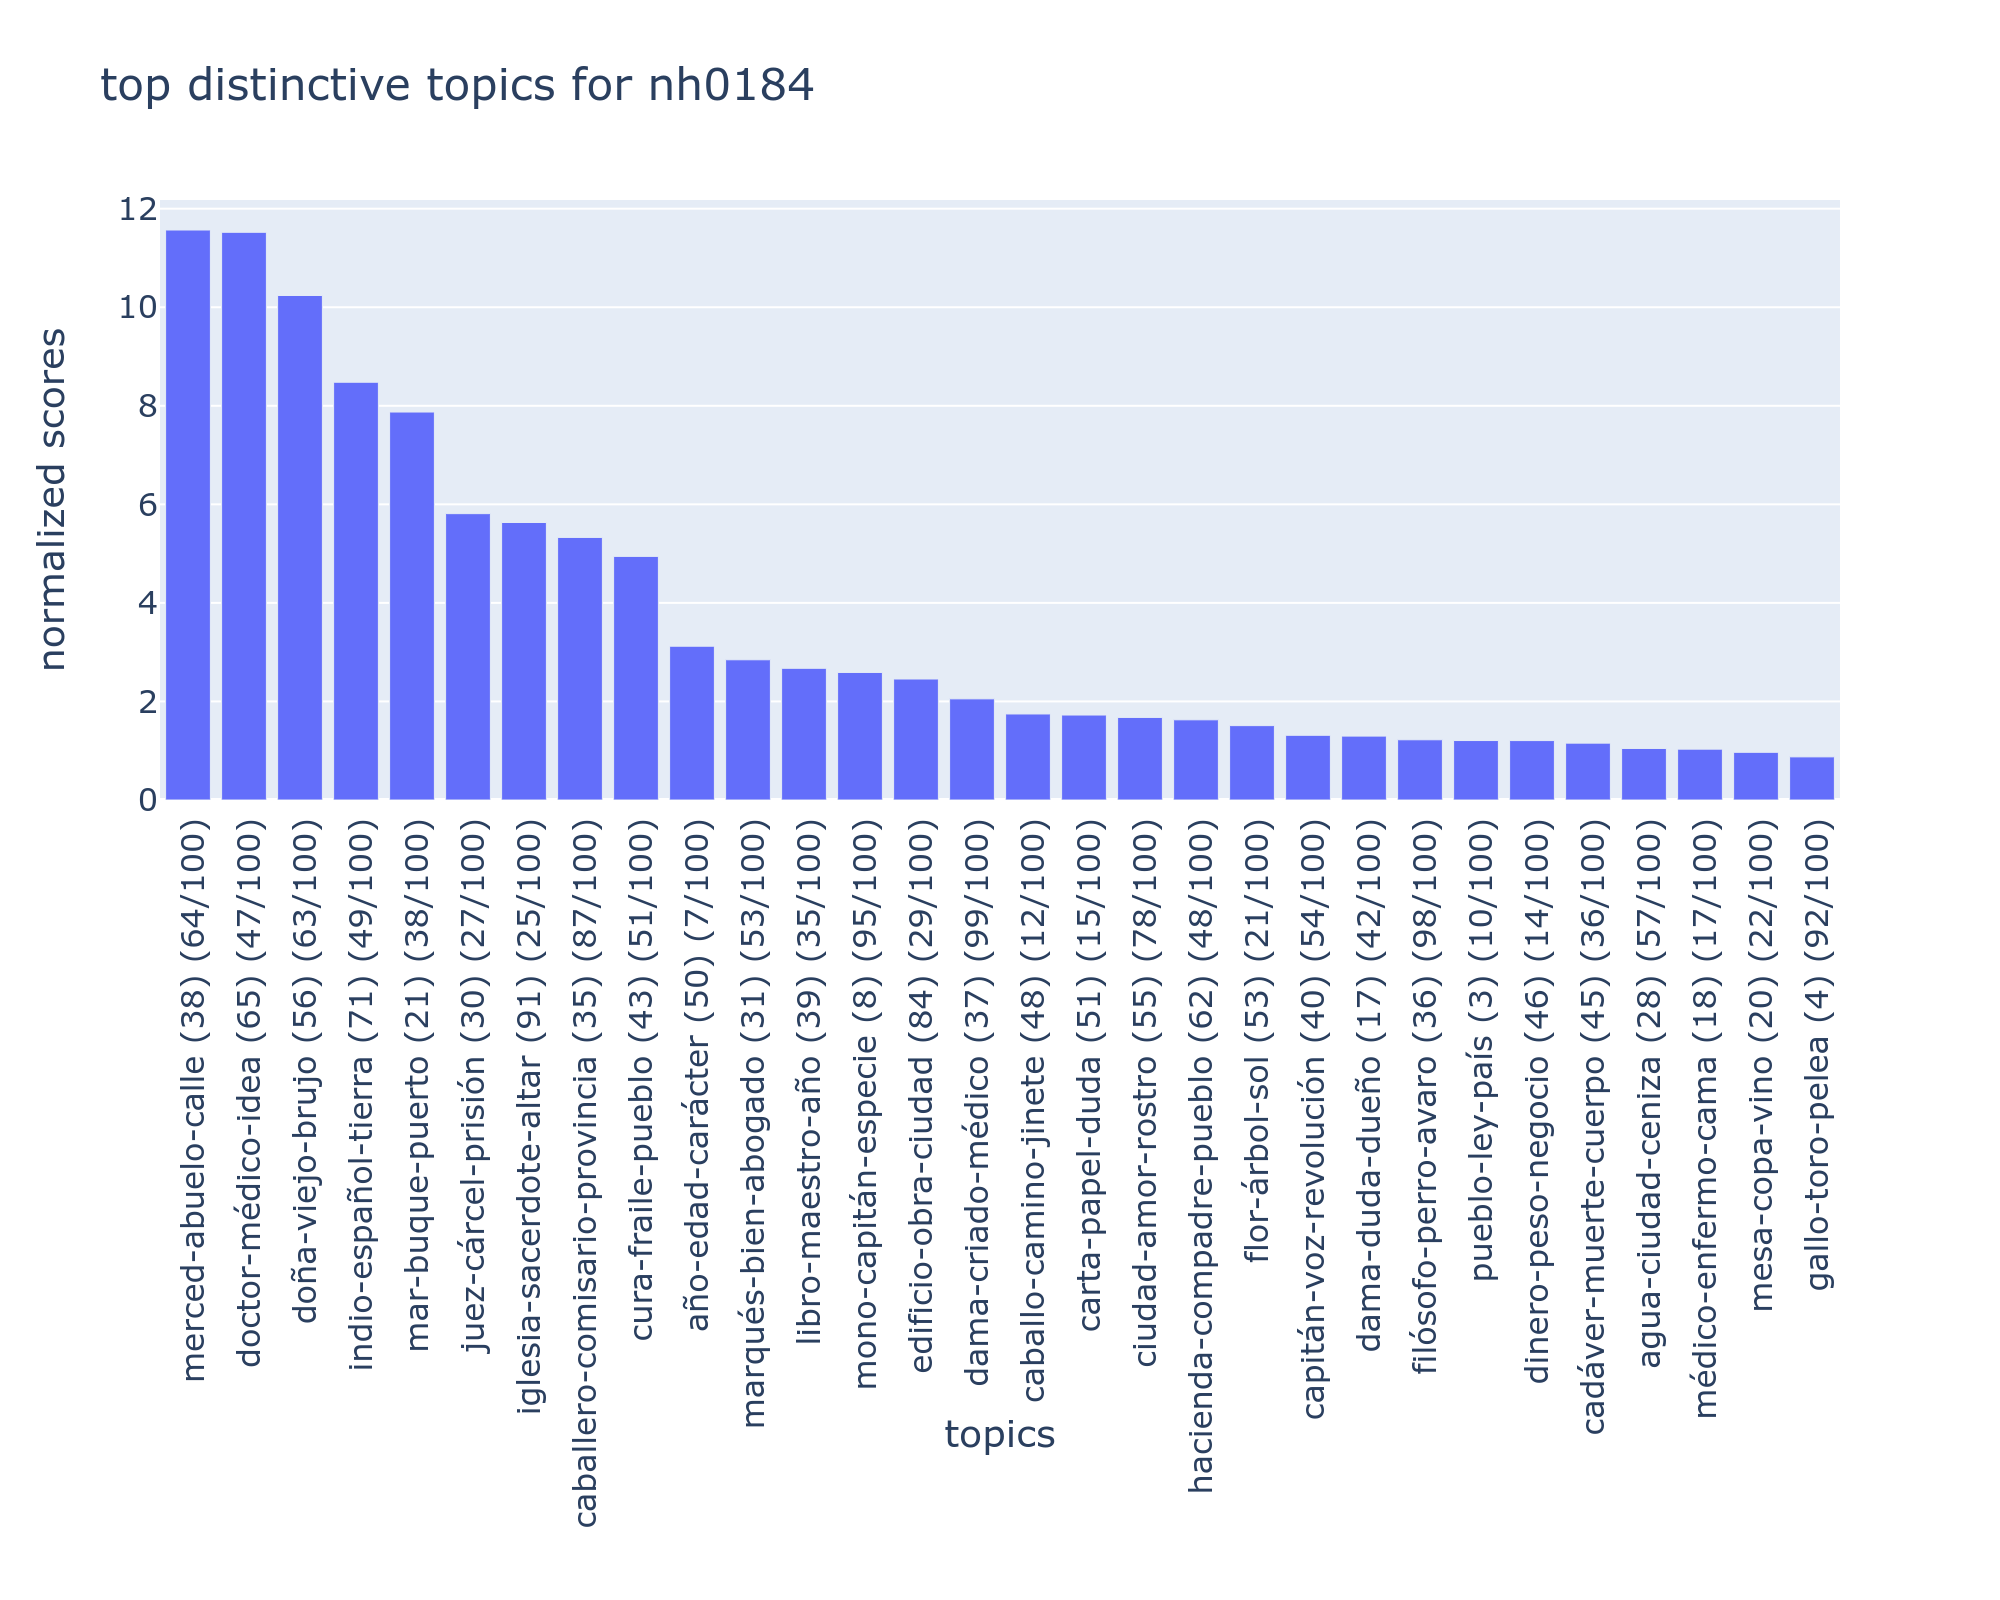 top distinctive topics for nh0184
normalized scores
12
10
8
6
4
2
0
merced-abuelo-calle (38) (64/100)
doctor-médico-idea (65) (47/100)
doña-viejo-brujo (56) (63/100)
indio-español-tierra (71) (49/100)
mar-buque-puerto (21) (38/100)
juez-cárcel-prisión (30) (27/100)
iglesia-sacerdote-altar (91) (25/100)
caballero-comisario-provincia (35) (87/100)
cura-fraile-pueblo (43) (51/100)
año-edad-carácter (50) (7/100)
marqués-bien-abogado (31) (53/100)
libro-maestro-año (39) (35/100)
mono-capitán-especie (8) (95/100)
edificio-obra-ciudad (84) (29/100)
dama-criado-médico (37) (99/100)
caballo-camino-jinete (48) (12/100)
carta-papel-duda (51) (15/100)
ciudad-amor-rostro (55) (78/100)
hacienda-compadre-pueblo (62) (48/100)
flor-árbol-sol (53) (21/100)
capitán-voz-revolución (40) (54/100)
dama-duda-dueño (17) (42/100)
filósofo-perro-avaro (36) (98/100)
pueblo-ley-país (3) (10/100)
dinero-peso-negocio (46) (14/100)
cadáver-muerte-cuerpo (45) (36/100)
agua-ciudad-ceniza (28) (57/100)
médico-enfermo-cama (18) (17/100)
mesa-copa-vino (20) (22/100)
gallo-toro-pelea (4) (92/100)
topics